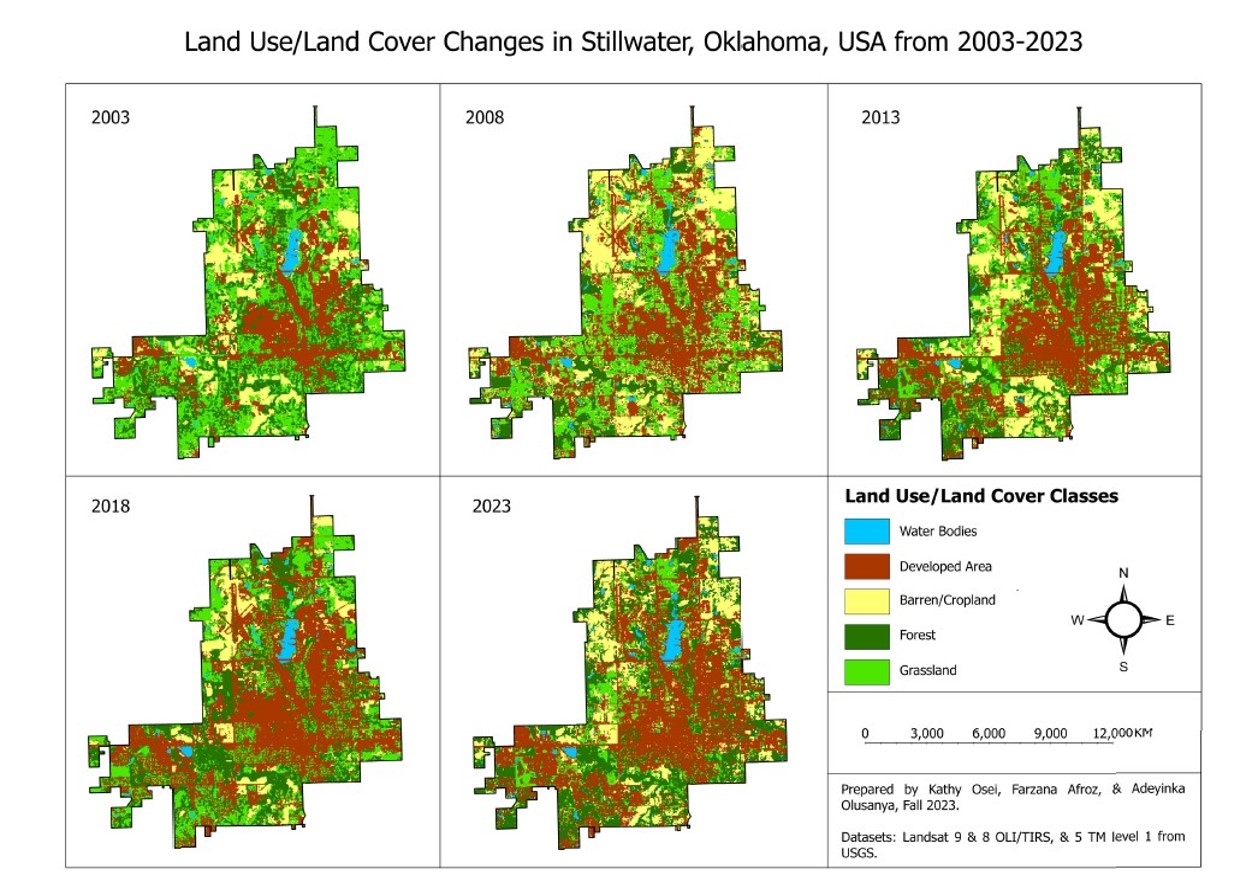 Land Use/Land Cover Changes in Stillwater, Oklahoma, USA from 2003-2023
2003
2008
2013
2018
2023
Land Use/Land Cover Classes
Water Bodies
Developed Area
Barren/Cropland
Forest
Grassland
N
W
E
S
0 3,000 6,000 9,000 12,000KM
Prepared by Kathy Osei, Farzana Afroz, & Adeyinka
Olusanya, Fall 2023.
Datasets: Landsat 9 & 8 OLI/TIRS, & 5 TM level 1 from
USGS.